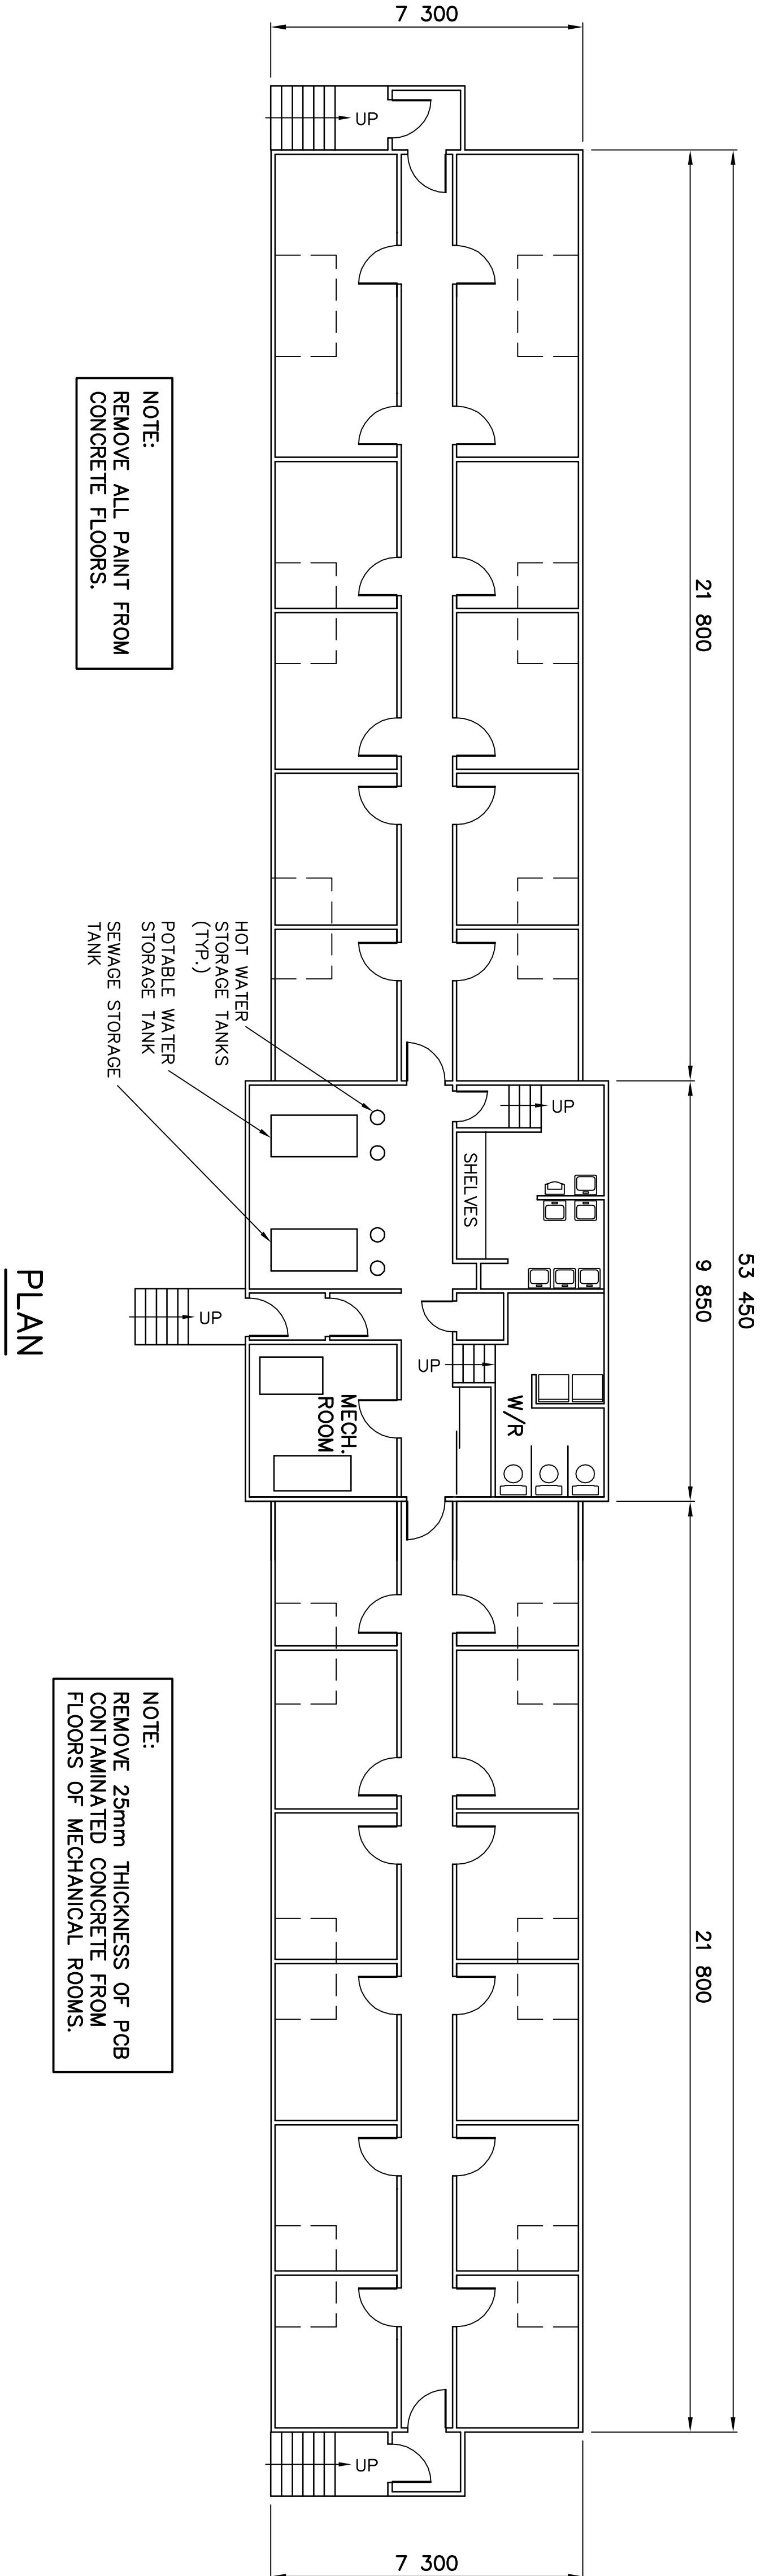 7 300
UP
21 800
53 450
NOTE:
REMOVE ALL PAINT FROM
CONCRETE FLOORS.
HOT WATER
STORAGE TANKS
(TYP.)
POTABLE WATER
STORAGE TANK
SEWAGE STORAGE
TANK
UP
SHELVES
9 850
UP
UP
W/R
MECH.
ROOM
PLAN
NOTE:
REMOVE 25mm THICKNESS OF PCB
CONTAMINATED CONCRETE FROM
FLOORS OF MECHANICAL ROOMS.
21 800
UP
7 300